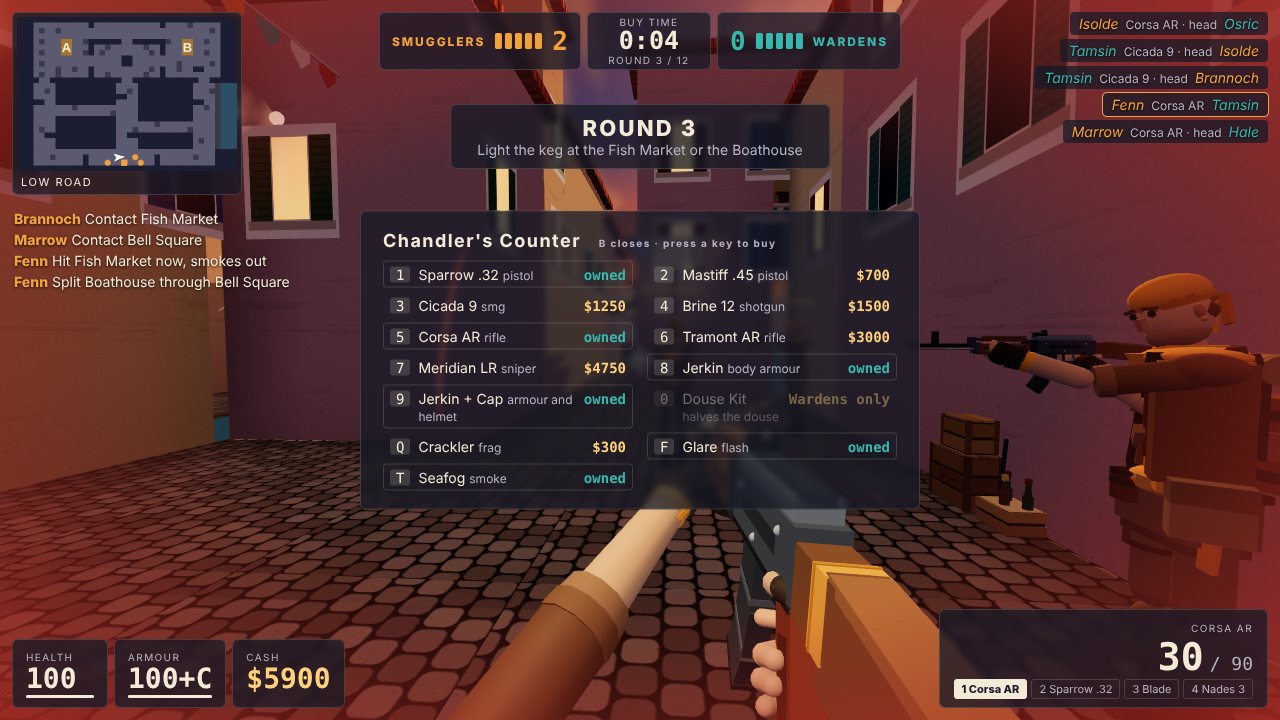 A
B
LOW ROAD
SMUGGLERS 2
BUY TIME
0:04
ROUND 3 / 12
0 WARDENS
Isolde Corsa AR · head Osric
Tamsin Cicada 9 · head Isolde
Tamsin Cicada 9 · head Brannoch
Fenn Corsa AR Tamsin
Marrow Corsa AR · head Hale
ROUND 3
Light the keg at the Fish Market or the Boathouse
Brannoch Contact Fish Market
Marrow Contact Bell Square
Fenn Hit Fish Market now, smokes out
Fenn Split Boathouse through Bell Square
Chandler's Counter B closes · press a key to buy
1 Sparrow .32 pistol owned
2 Mastiff .45 pistol $700
3 Cicada 9 smg $1250
4 Brine 12 shotgun $1500
5 Corsa AR rifle owned
6 Tramont AR rifle $3000
7 Meridian LR sniper $4750
8 Jerkin body armour owned
9 Jerkin + Cap armour and helmet owned
0 Douse Kit halves the douse Wardens only
Q Crackler frag $300
F Glare flash owned
T Seafog smoke owned
HEALTH
100
ARMOUR
100+C
CASH
$5900
CORSA AR
30 / 90
1 Corsa AR
2 Sparrow .32
3 Blade
4 Nades 3